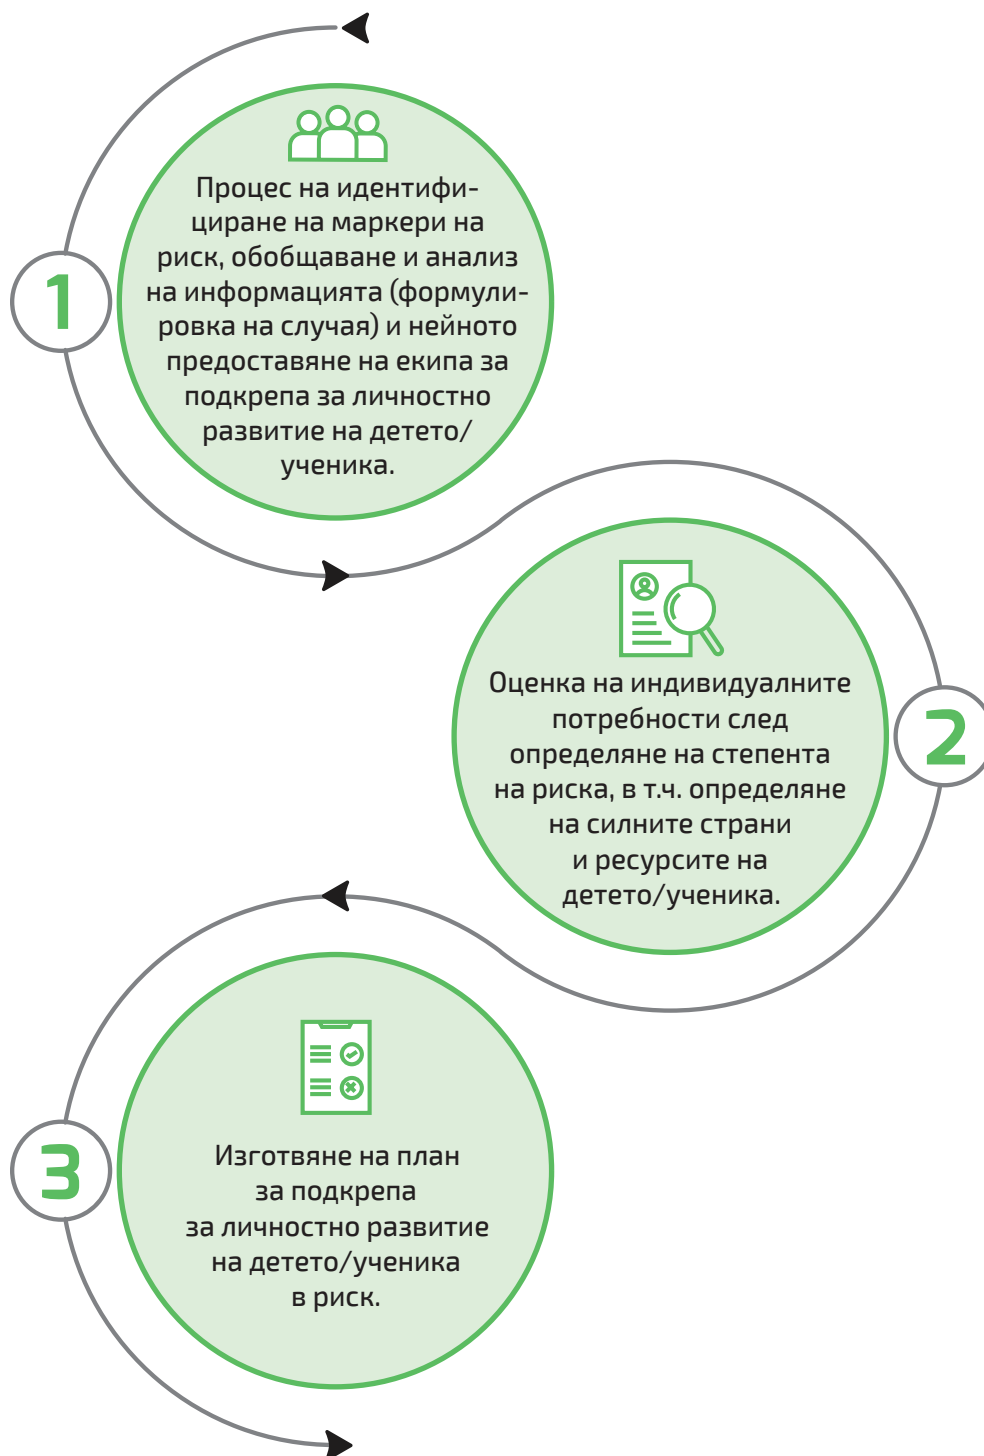 1
Процес на идентифи-
циране на маркери на
риск, обобщаване и анализ
на информацията (формули-
ровка на случая) и нейното
предоставяне на екипа за
подкрепа за личностно
развитие на детето/
ученика.
2
Оценка на индивидуалните
потребности след
определяне на степента
на риска, в т.ч. определяне
на силните страни
и ресурсите на
детето/ученика.
3
Изготвяне на план
за подкрепа
за личностно развитие
на детето/ученика
в риск.